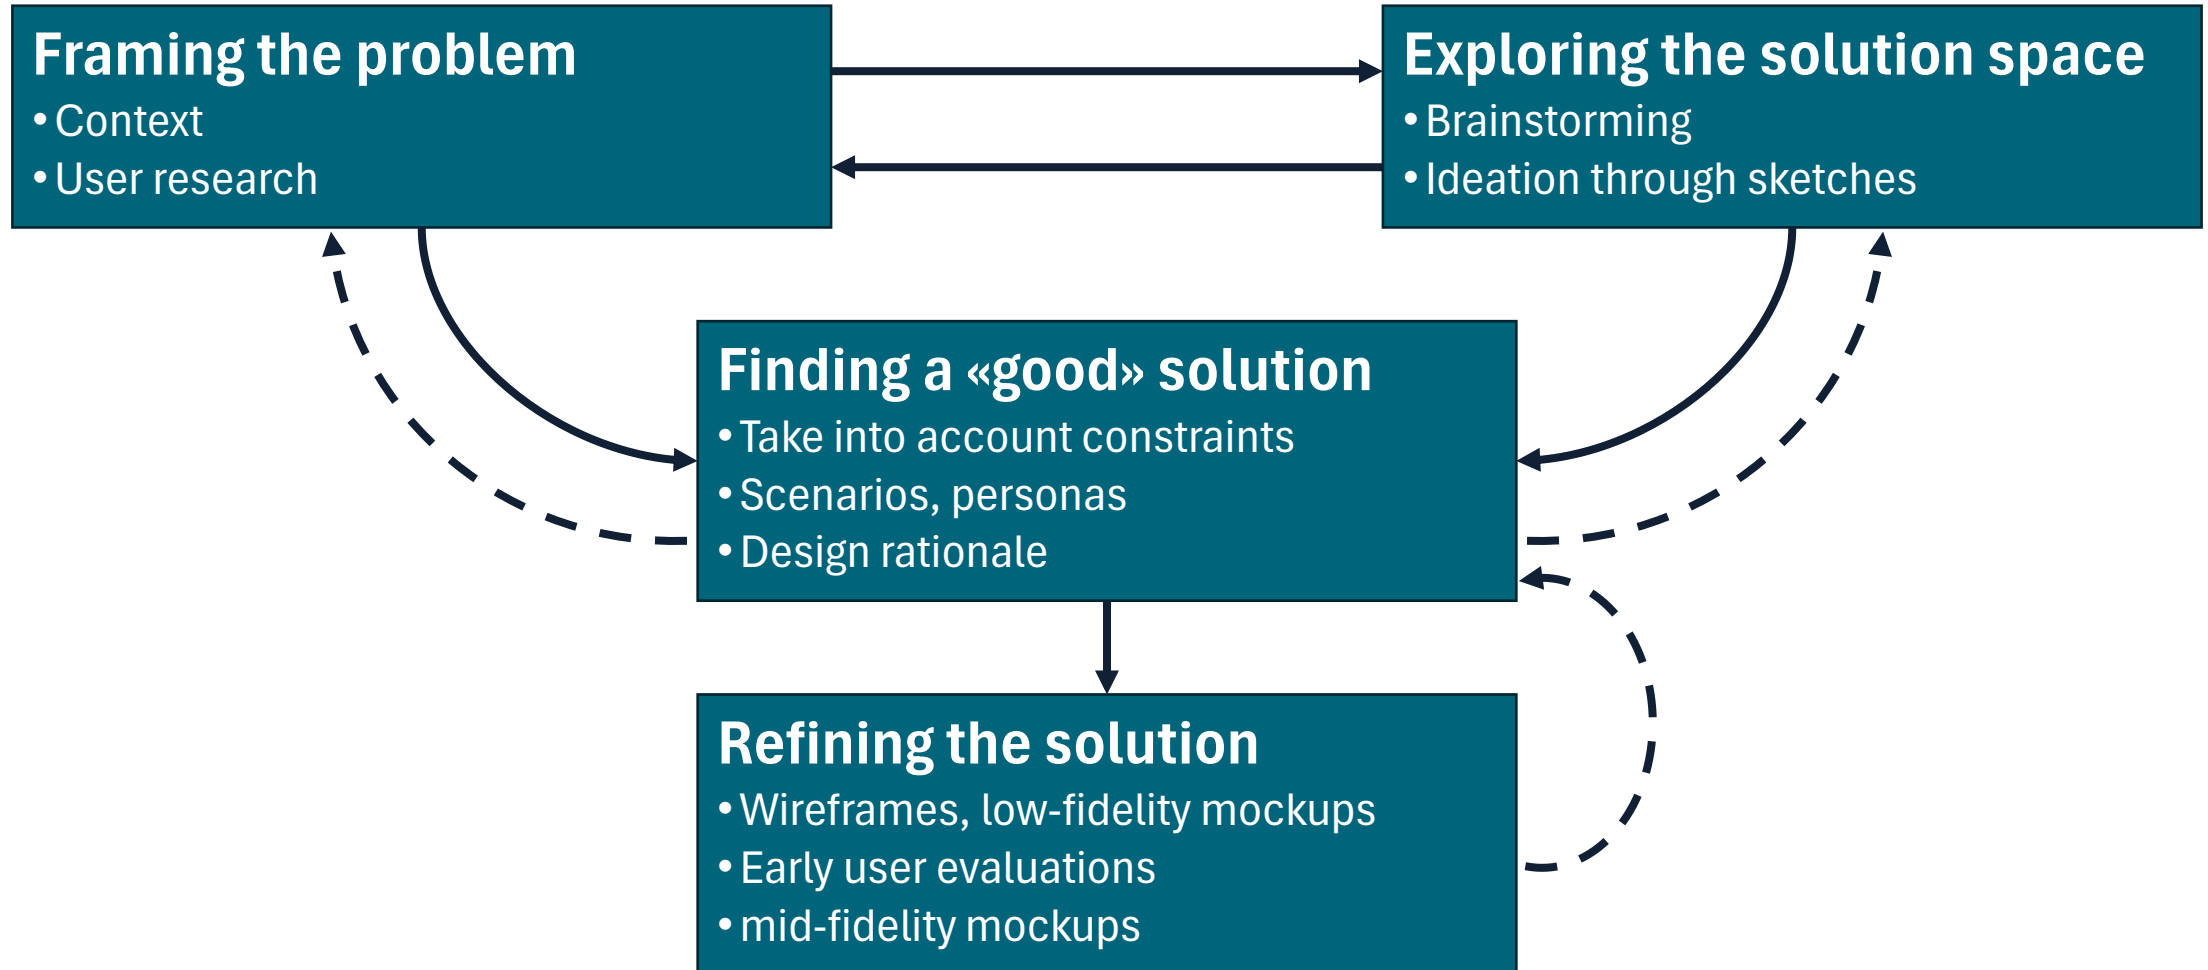 Framing the problem
• Context
• User research
Exploring the solution space
• Brainstorming
• Ideation through sketches
Finding a «good» solution
• Take into account constraints
• Scenarios, personas
• Design rationale
Refining the solution
• Wireframes, low-fidelity mockups
• Early user evaluations
• mid-fidelity mockups